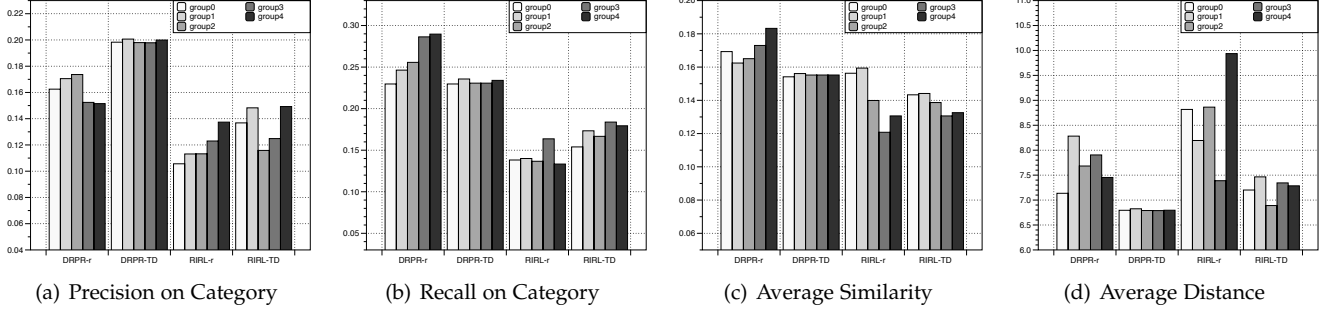 0.22
0.20
0.18
0.16
0.14
0.12
0.10
0.08
0.06
0.04
group0
group1
group2
group3
group4
DRPR-r
DRPR-TD
RIRL-r
RIRL-TD
(a) Precision on Category
0.30
0.25
0.20
0.15
0.10
0.05
group0
group1
group2
group3
group4
DRPR-r
DRPR-TD
RIRL-r
RIRL-TD
(b) Recall on Category
0.18
0.16
0.14
0.12
0.10
0.08
0.06
group0
group1
group2
group3
group4
DRPR-r
DRPR-TD
RIRL-r
RIRL-TD
(c) Average Similarity
11.0
10.5
10.0
9.5
9.0
8.5
8.0
7.5
7.0
6.5
6.0
group0
group1
group2
group3
group4
DRPR-r
DRPR-TD
RIRL-r
RIRL-TD
(d) Average Distance